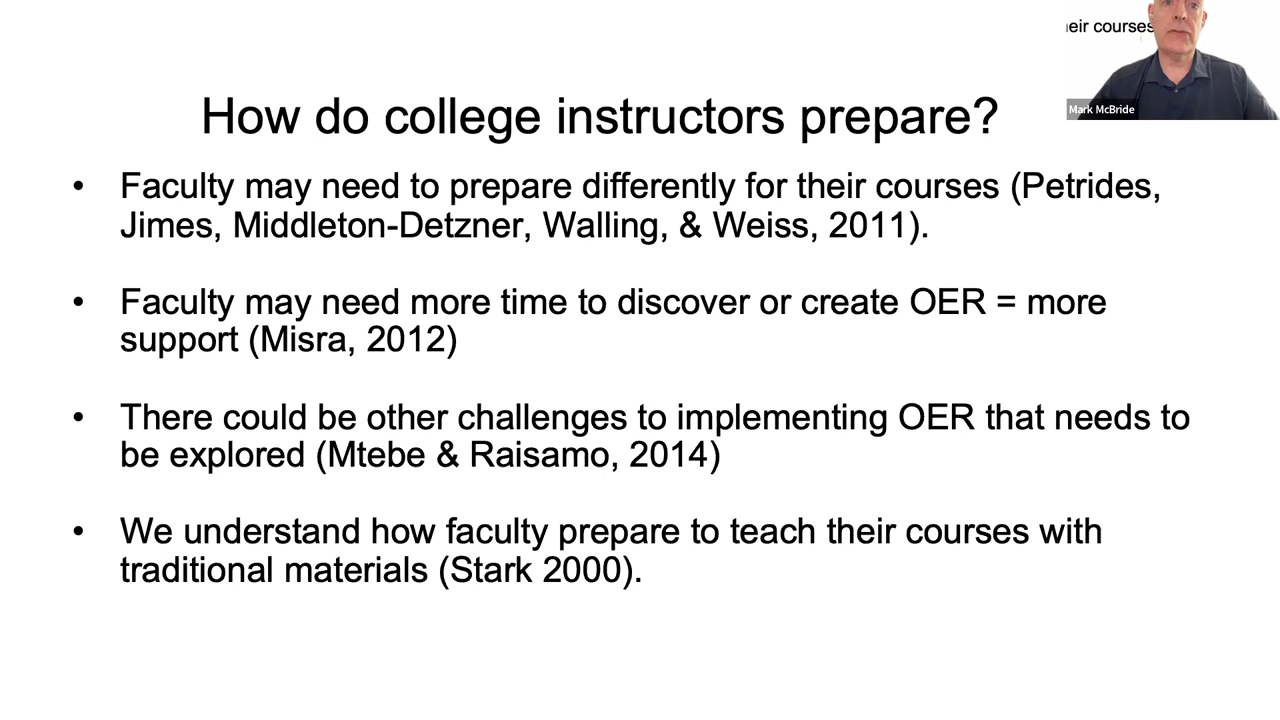 eir courses
Mark McBride
How do college instructors prepare?
• Faculty may need to prepare differently for their courses (Petrides,
Jimes, Middleton-Detzner, Walling, & Weiss, 2011).
• Faculty may need more time to discover or create OER = more
support (Misra, 2012)
• There could be other challenges to implementing OER that needs to
be explored (Mtebe & Raisamo, 2014)
• We understand how faculty prepare to teach their courses with
traditional materials (Stark 2000).